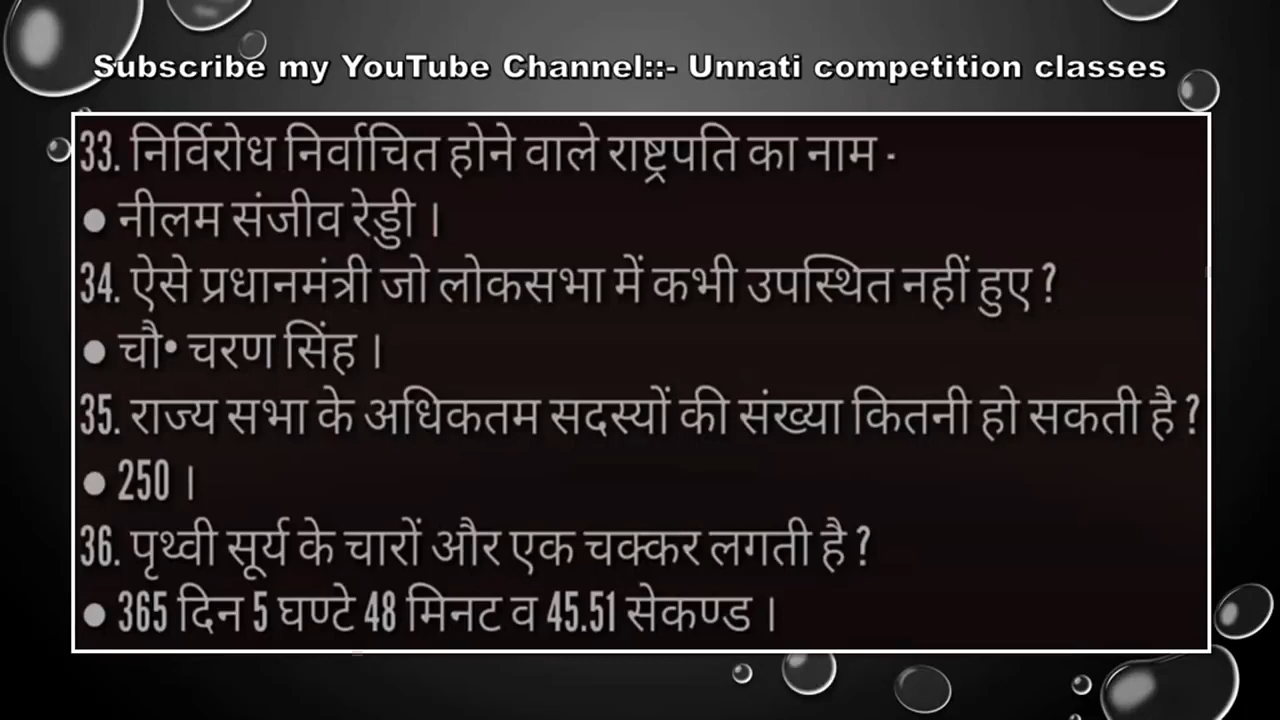 Subscribe my YouTube Channel::- Unnati competition classes
33. निर्विरोध निर्वाचित होने वाले राष्ट्रपति का नाम -
● नीलम संजीव रेड्डी ।
34. ऐसे प्रधानमंत्री जो लोकसभा में कभी उपस्थित नहीं हुए ?
● चौ• चरण सिंह ।
35. राज्य सभा के अधिकतम सदस्यों की संख्या कितनी हो सकती है ?
● 250 ।
36. पृथ्वी सूर्य के चारों और एक चक्कर लगती है ?
● 365 दिन 5 घण्टे 48 मिनट व 45.51 सेकण्ड ।